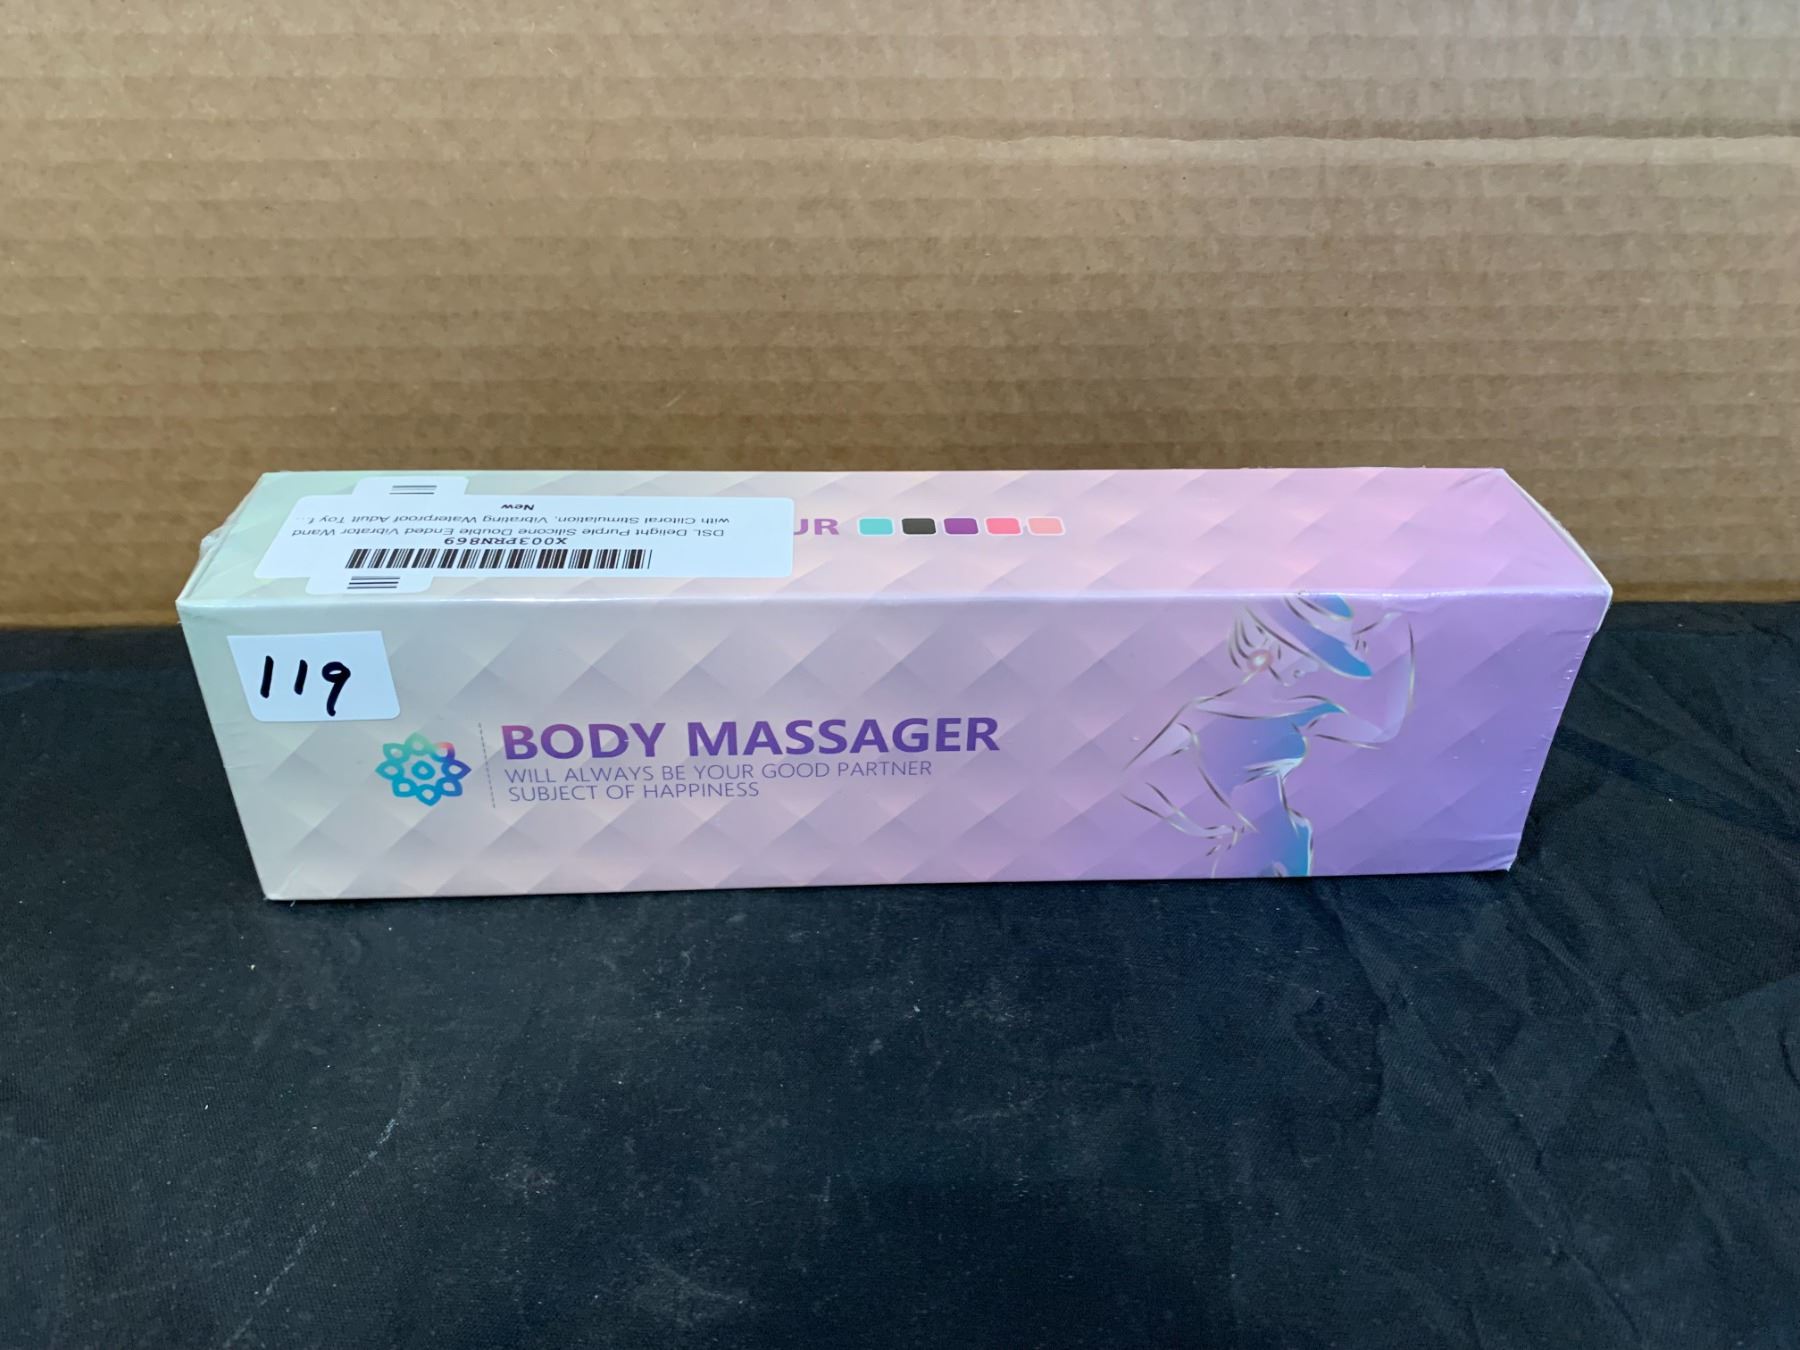 X003PRN869
DSL Delight Purple Silicone Double Ended Vibrator Wand
with Clitoral Stimulation, Vibrating Waterproof Adult Toy f...
New
UR
119
BODY MASSAGER
WILL ALWAYS BE YOUR GOOD PARTNER
SUBJECT OF HAPPINESS